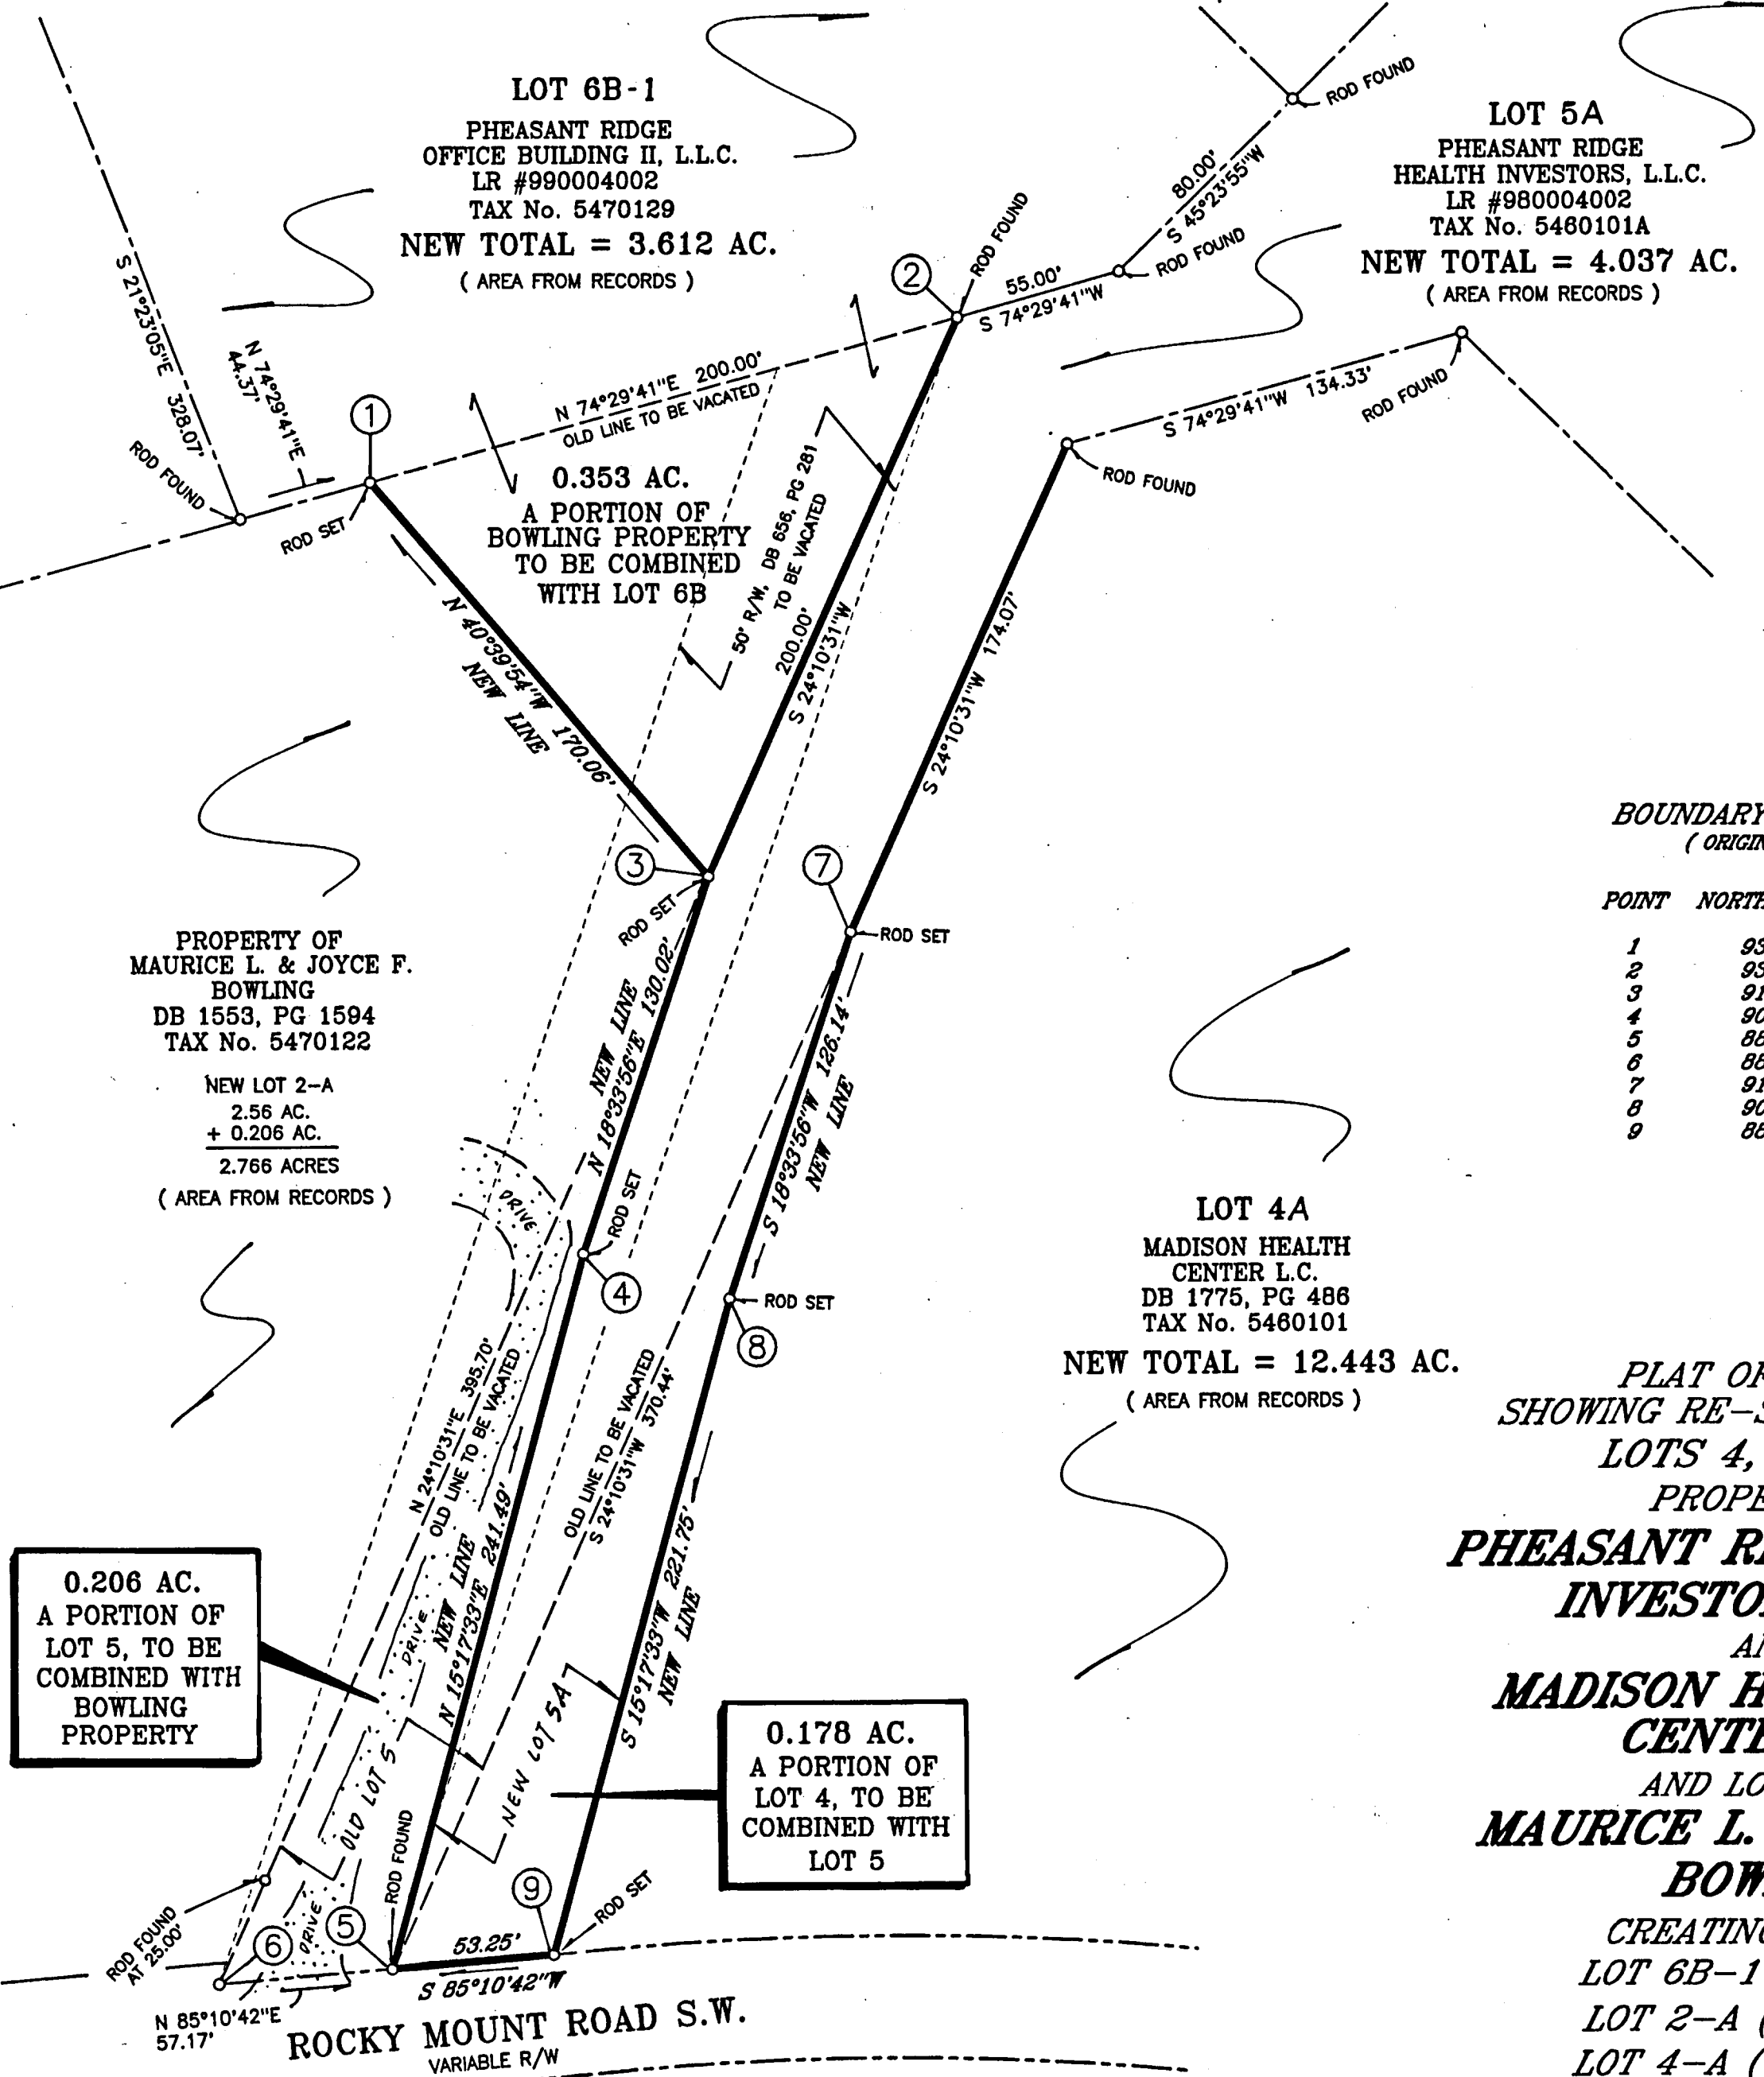 LOT 6B-1
PHEASANT RIDGE
OFFICE BUILDING II, L.L.C.
LR #990004002
TAX No. 5470129
NEW TOTAL = 3.612 AC.
( AREA FROM RECORDS )
ROD FOUND
LOT 5A
PHEASANT RIDGE
HEALTH INVESTORS, L.L.C.
LR #980004002
TAX No. 5460101A
NEW TOTAL = 4.037 AC.
( AREA FROM RECORDS )
80.00'
S 45°23'55"W
ROD FOUND
ROD FOUND
55.00'
S 74°29'41"W
2
S 21°23'05"E 328.07'
N 74°29'41"E
44.37'
ROD FOUND
ROD SET
1
N 74°29'41"E 200.00'
OLD LINE TO BE VACATED
S 74°29'41"W 134.33'
ROD FOUND
ROD FOUND
0.353 AC.
A PORTION OF
BOWLING PROPERTY
TO BE COMBINED
WITH LOT 6B
50' R/W, DB 656, PG 281
TO BE VACATED
200.00'
S 24°10'31"W
S 24°10'31"W 174.07'
N 40°39'54"W 170.06'
NEW LINE
3
ROD SET
7
ROD SET
BOUNDARY
POINT
1
2
3
4
5
6
7
8
9
PROPERTY OF
MAURICE L. & JOYCE F.
BOWLING
DB 1553, PG 1594
TAX No. 5470122
NEW LOT 2-A
2.56 AC.
+ 0.206 AC.
2.766 ACRES
( AREA FROM RECORDS )
NEW LINE
N 18°33'56"E 130.02'
S 18°33'56"W 126.14'
NEW LINE
DRIVE
ROD SET
4
ROD SET
8
LOT 4A
MADISON HEALTH
CENTER L.C.
DB 1775, PG 486
TAX No. 5460101
NEW TOTAL = 12.443 AC.
( AREA FROM RECORDS )
N 24°10'31"E 395.70'
OLD LINE TO BE VACATED
NEW LINE
N 15°17'33"E 241.49'
OLD LINE TO BE VACATED
S 24°10'31"W 370.44'
S 15°17'33"W 221.75'
NEW LINE
DRIVE
PLAT OF
SHOWING RE-S
LOTS 4,
PROPE
PHEASANT RI
INVESTO
AN
MADISON H
CENTE
AND LO
MAURICE L.
BOW
CREATING
LOT 6B-1
LOT 2-A (
LOT 4-A (
0.206 AC.
A PORTION OF
LOT 5, TO BE
COMBINED WITH
BOWLING
PROPERTY
OLD LOT 5
NEW LOT 5A
0.178 AC.
A PORTION OF
LOT 4, TO BE
COMBINED WITH
LOT 5
ROD FOUND
AT 25.00'
6
DRIVE
5
ROD FOUND
9
ROD SET
53.25'
S 85°10'42"W
N 85°10'42"E
57.17'
ROCKY MOUNT ROAD S.W.
VARIABLE R/W